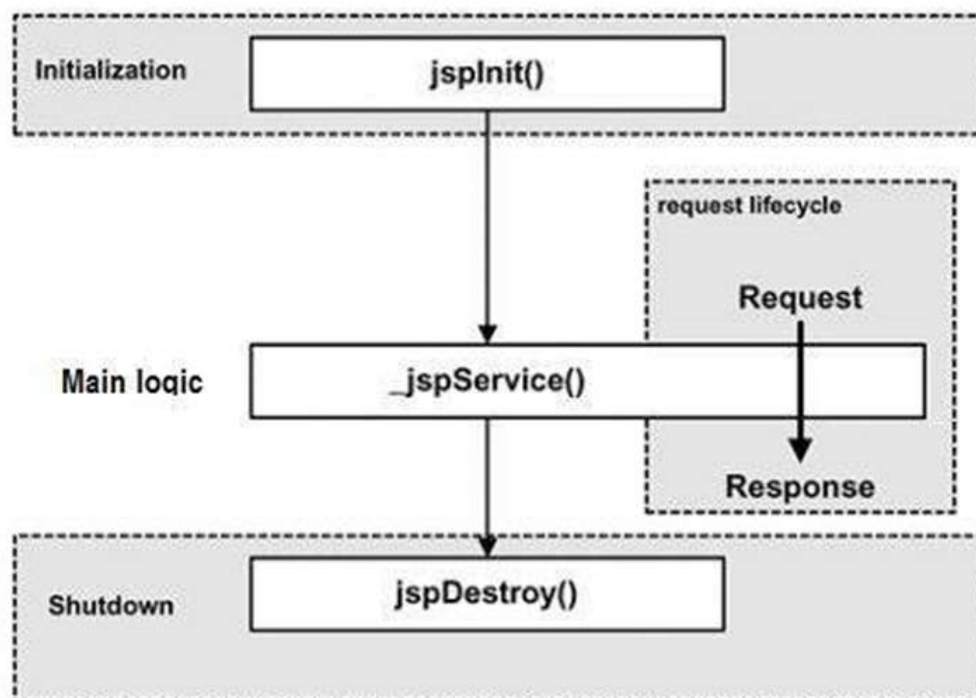 Initialization
jspInit()
request lifecycle
Request
Main logic
_jspService()
Response
jspDestroy()
Shutdown